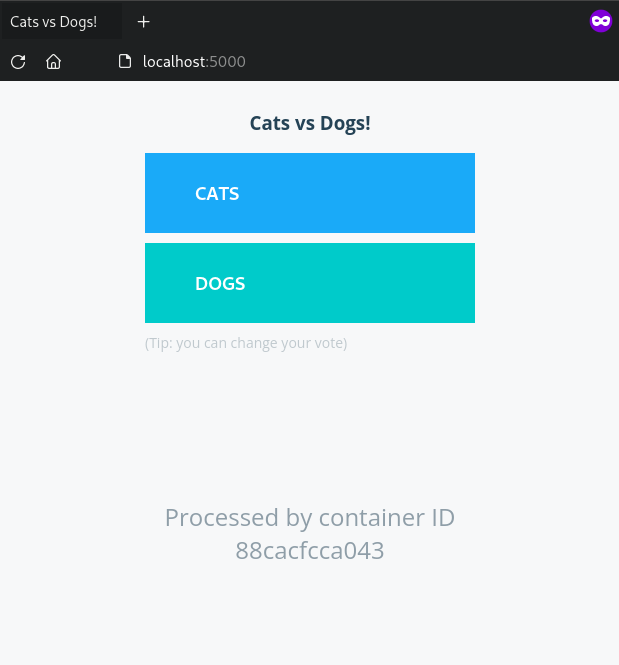 Cats vs Dogs!
localhost:5000
Cats vs Dogs!
CATS
DOGS
(Tip: you can change your vote)
Processed by container ID
88cacfcca043